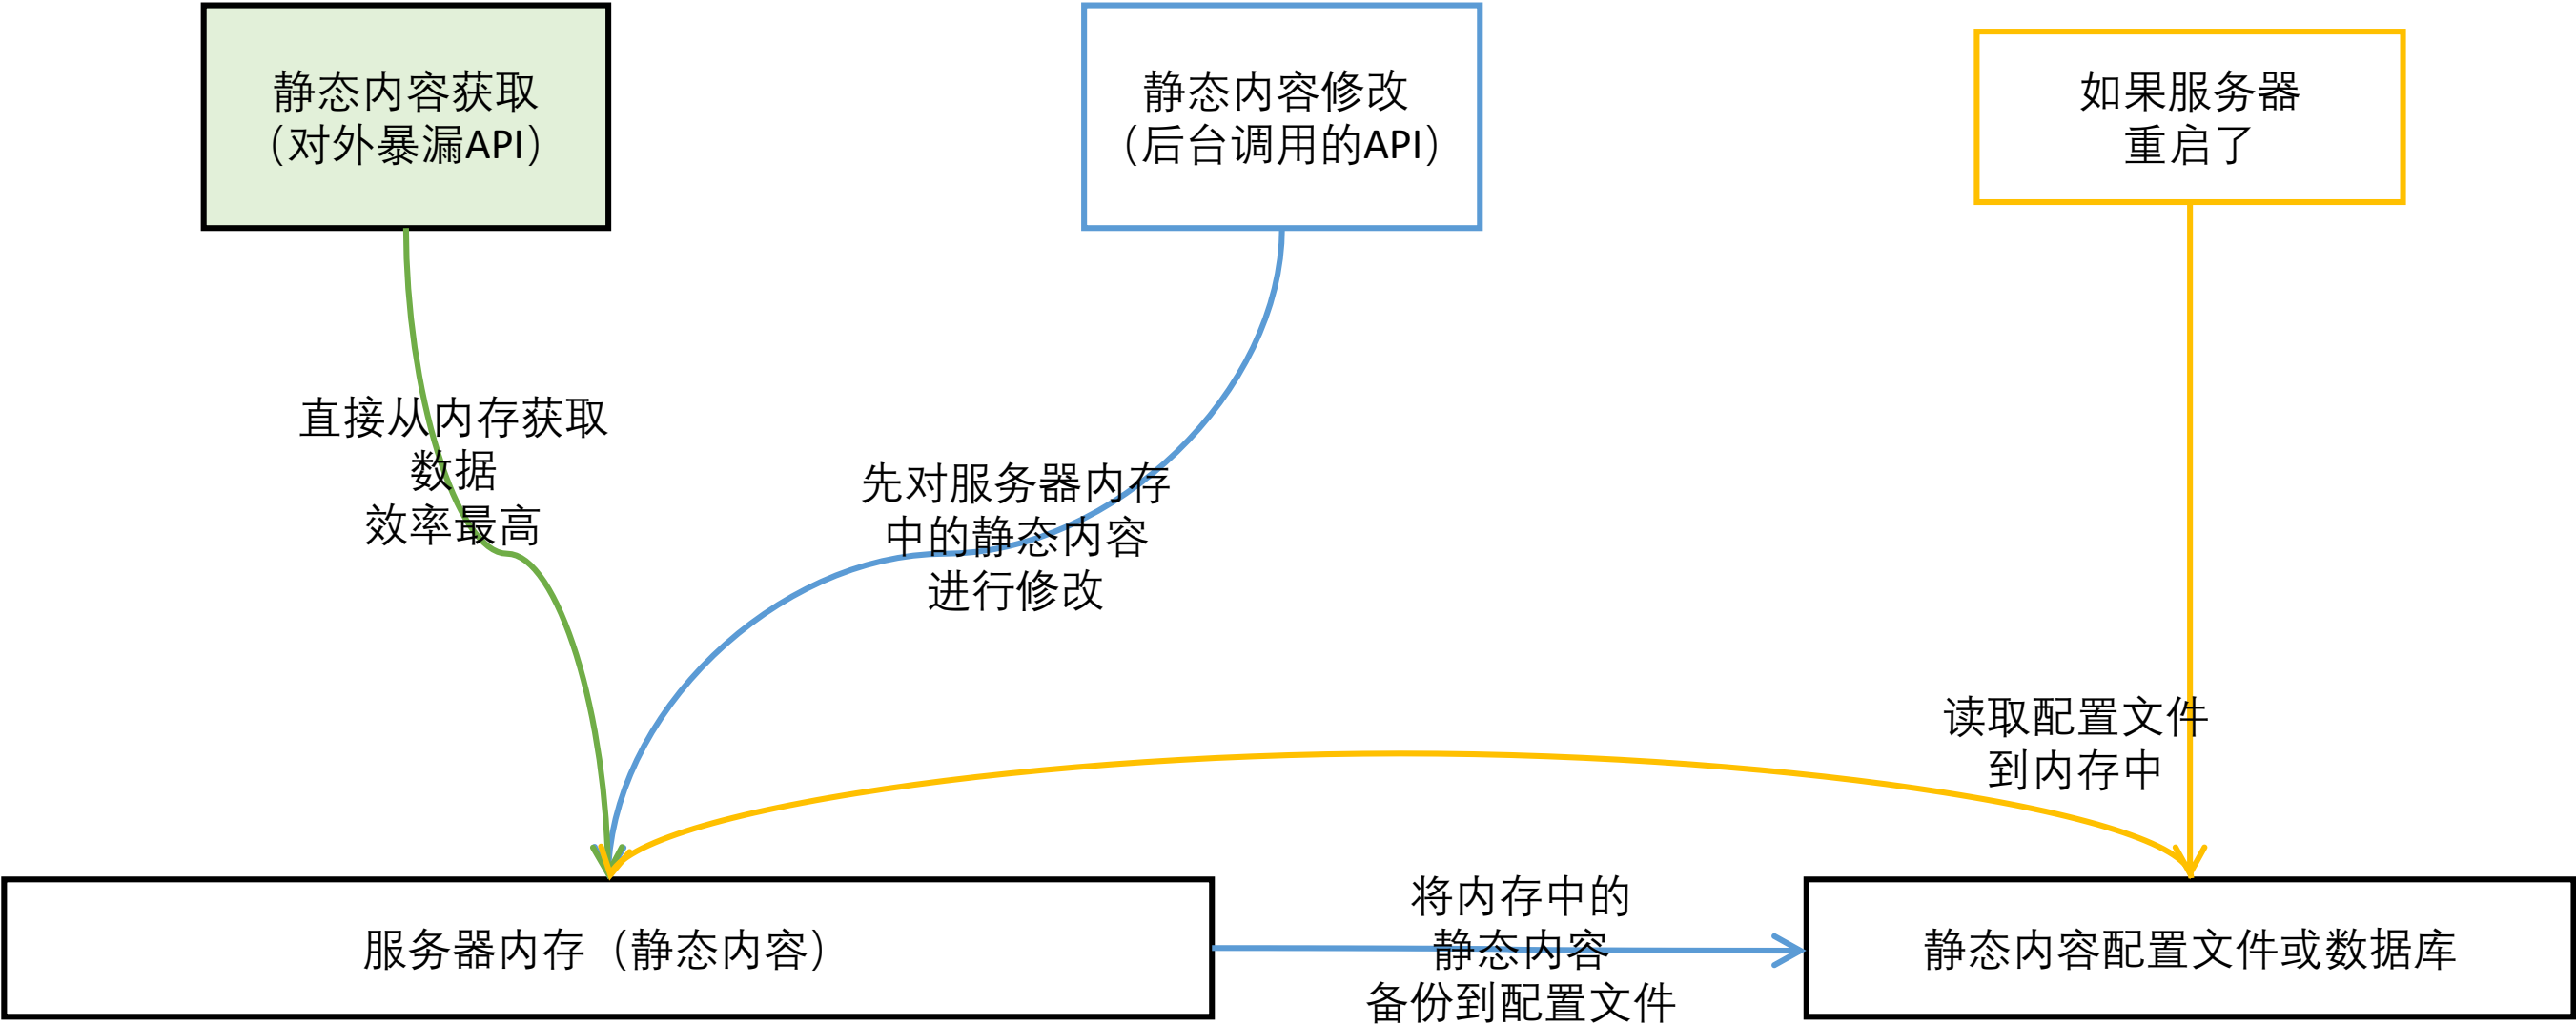 静态内容获取
（对外暴漏API）
静态内容修改
（后台调用的API）
如果服务器
重启了
直接从内存获取
数据
效率最高
先对服务器内存
中的静态内容
进行修改
读取配置文件
到内存中
服务器内存（静态内容）
将内存中的
静态内容
备份到配置文件
静态内容配置文件或数据库